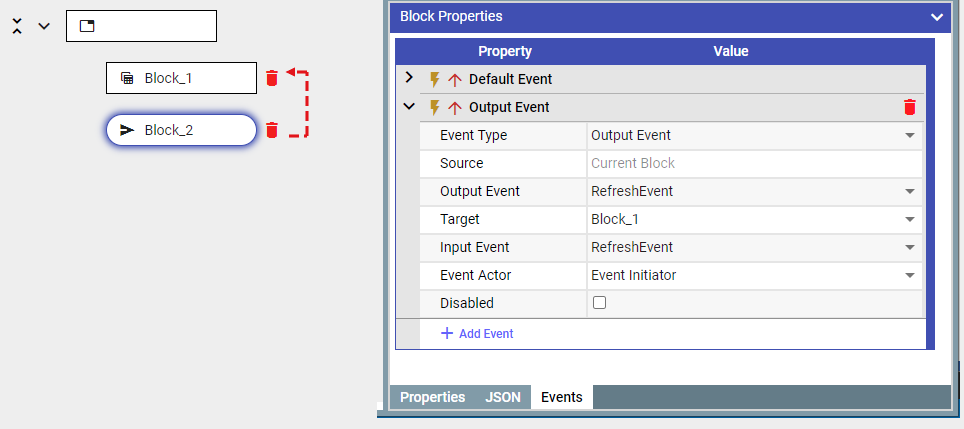 Block_1
Block_2
Block Properties
Property Value
Default Event
Output Event
Event Type Output Event
Source Current Block
Output Event RefreshEvent
Target Block_1
Input Event RefreshEvent
Event Actor Event Initiator
Disabled
+ Add Event
Properties JSON Events